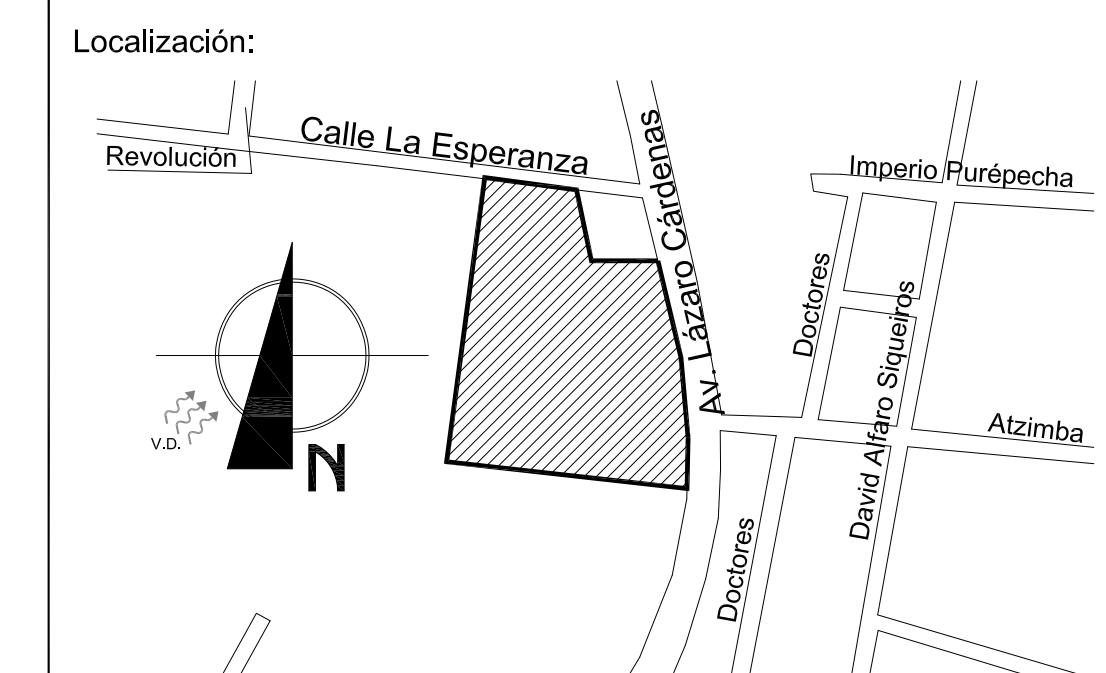 Localización:
Calle La Esperanza
Revolución
Av. Lázaro Cárdenas
Imperio Purépecha
Doctores
David Alfaro Siqueiros
Atzimba
V.D.
N
Doctores